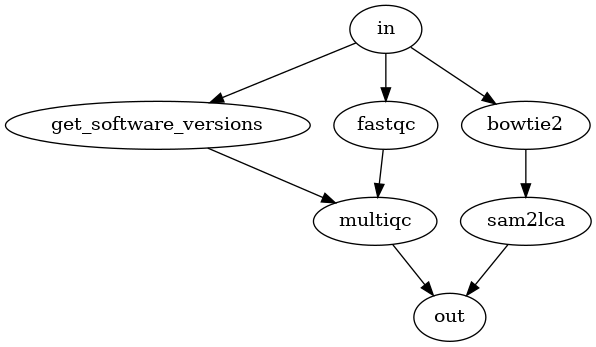 in
get_software_versions
fastqc
bowtie2
multiqc
sam2lca
out